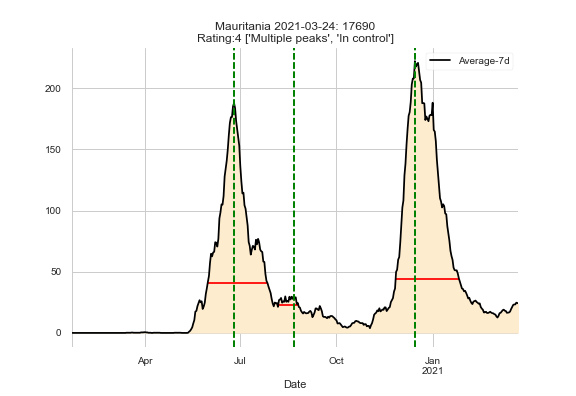 Mauritania 2021-03-24: 17690
Rating:4 ['Multiple peaks', 'In control']
Average-7d
200
150
100
50
0
Apr
Jul
Oct
Jan
2021
Date